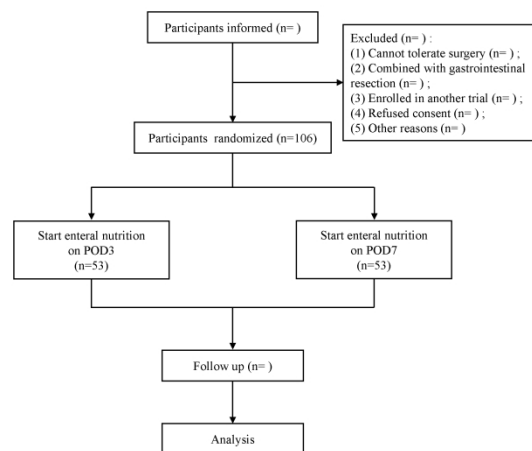 Participants informed (n= )
Excluded (n= ) :
(1) Cannot tolerate surgery (n= ) ;
(2) Combined with gastrointestinal
resection (n= ) ;
(3) Enrolled in another trial (n= ) ;
(4) Refused consent (n= ) ;
(5) Other reasons (n= )
Participants randomized (n=106)
Start enteral nutrition
on POD3
(n=53)
Start enteral nutrition
on POD7
(n=53)
Follow up (n= )
Analysis